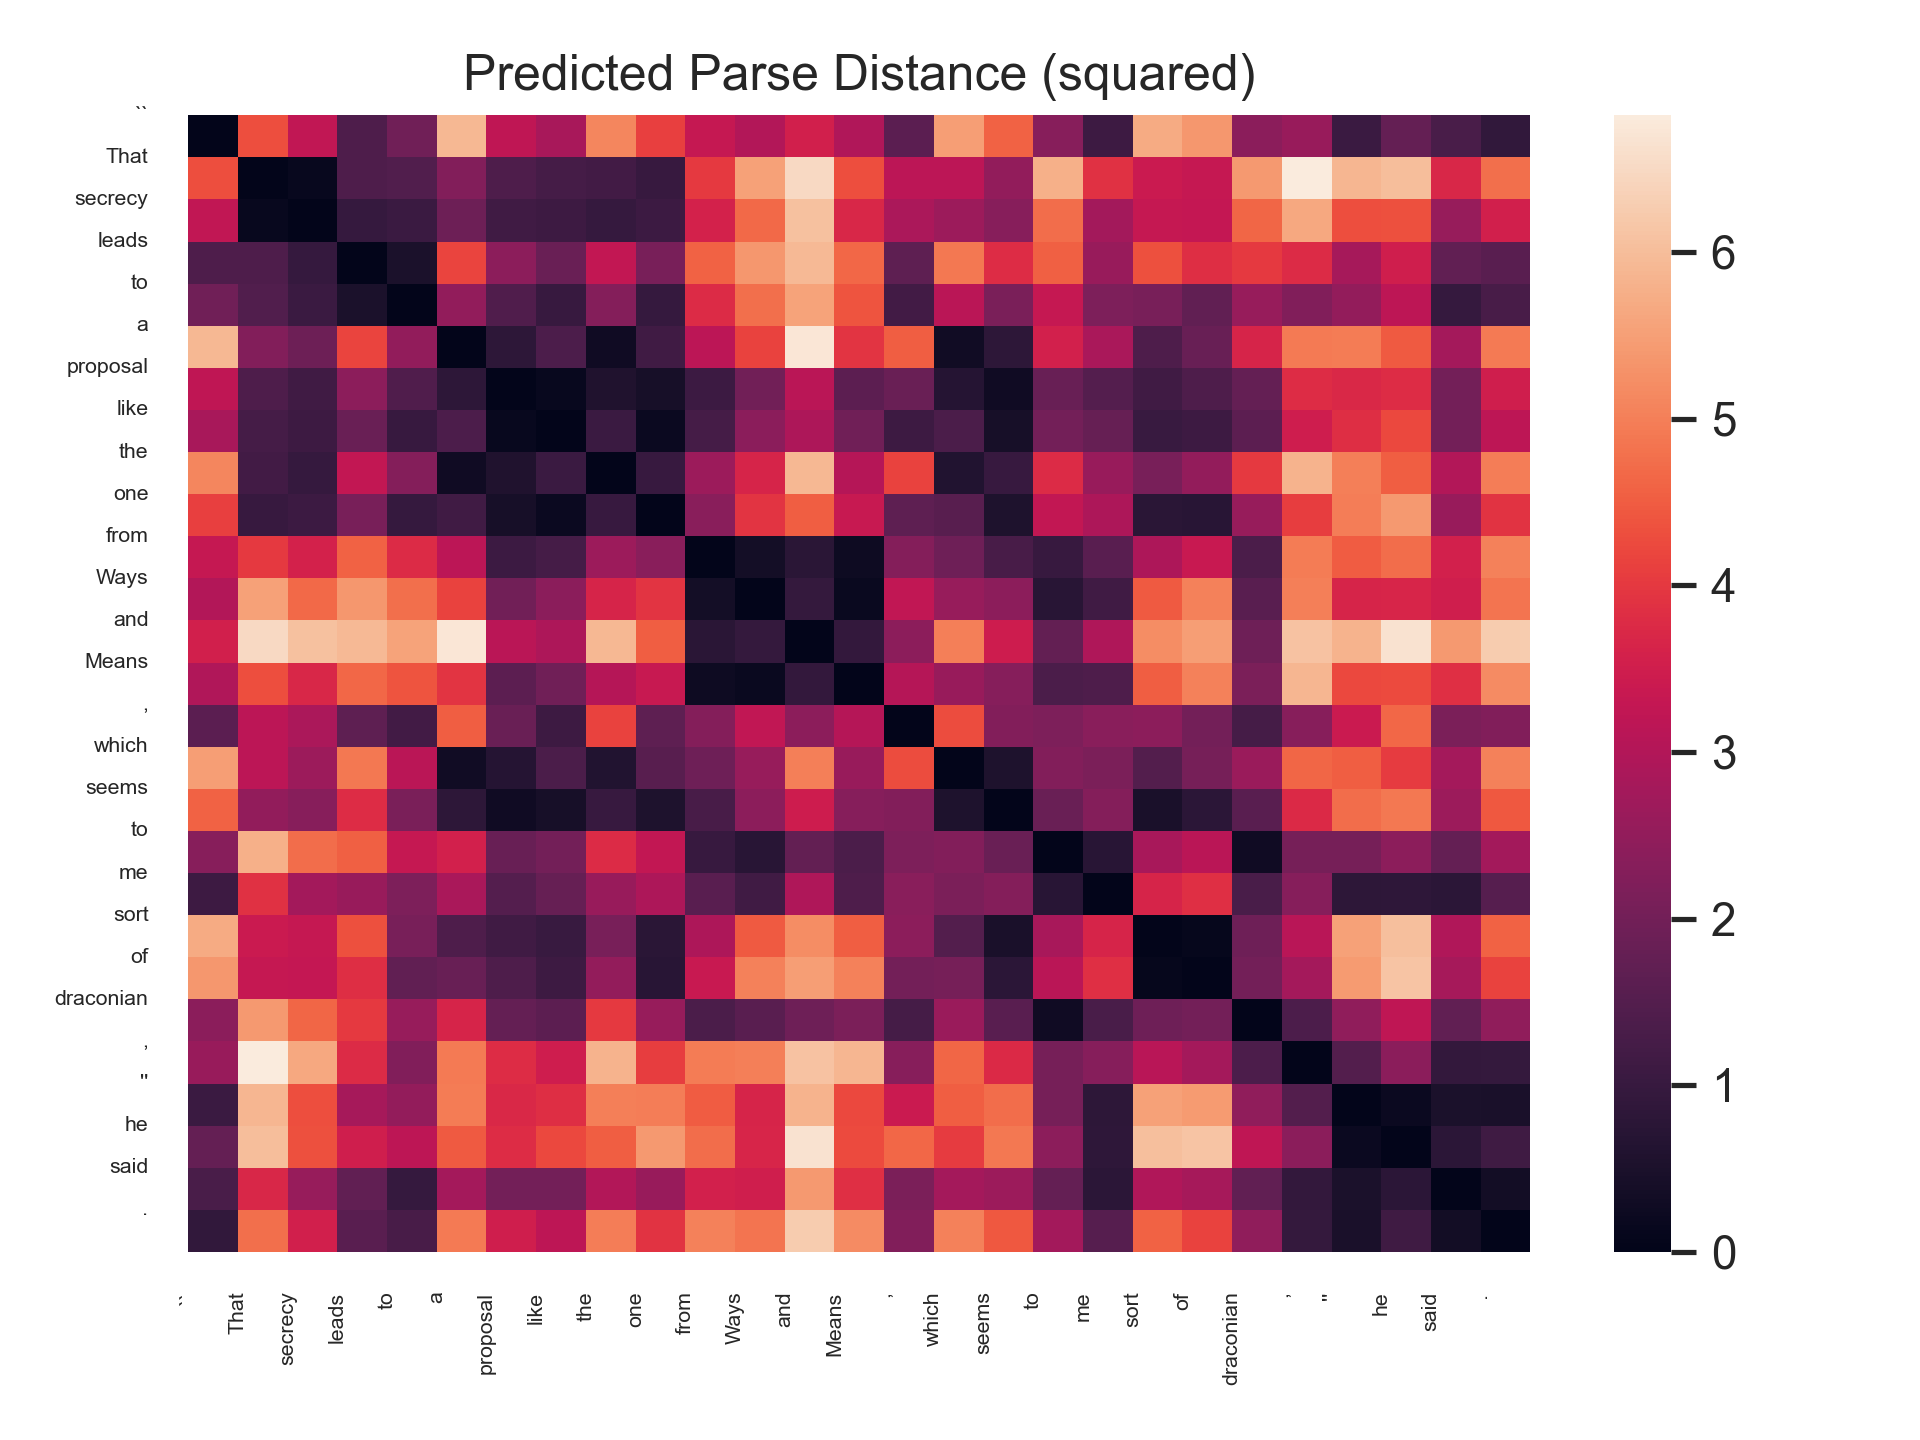 Predicted Parse Distance (squared)
``
That
secrecy
leads
to
a
proposal
like
the
one
from
Ways
and
Means
,
which
seems
to
me
sort
of
draconian
,
"
he
said
.
6
5
4
3
2
1
0
``
That
secrecy
leads
to
a
proposal
like
the
one
from
Ways
and
Means
,
which
seems
to
me
sort
of
draconian
,
"
he
said
.